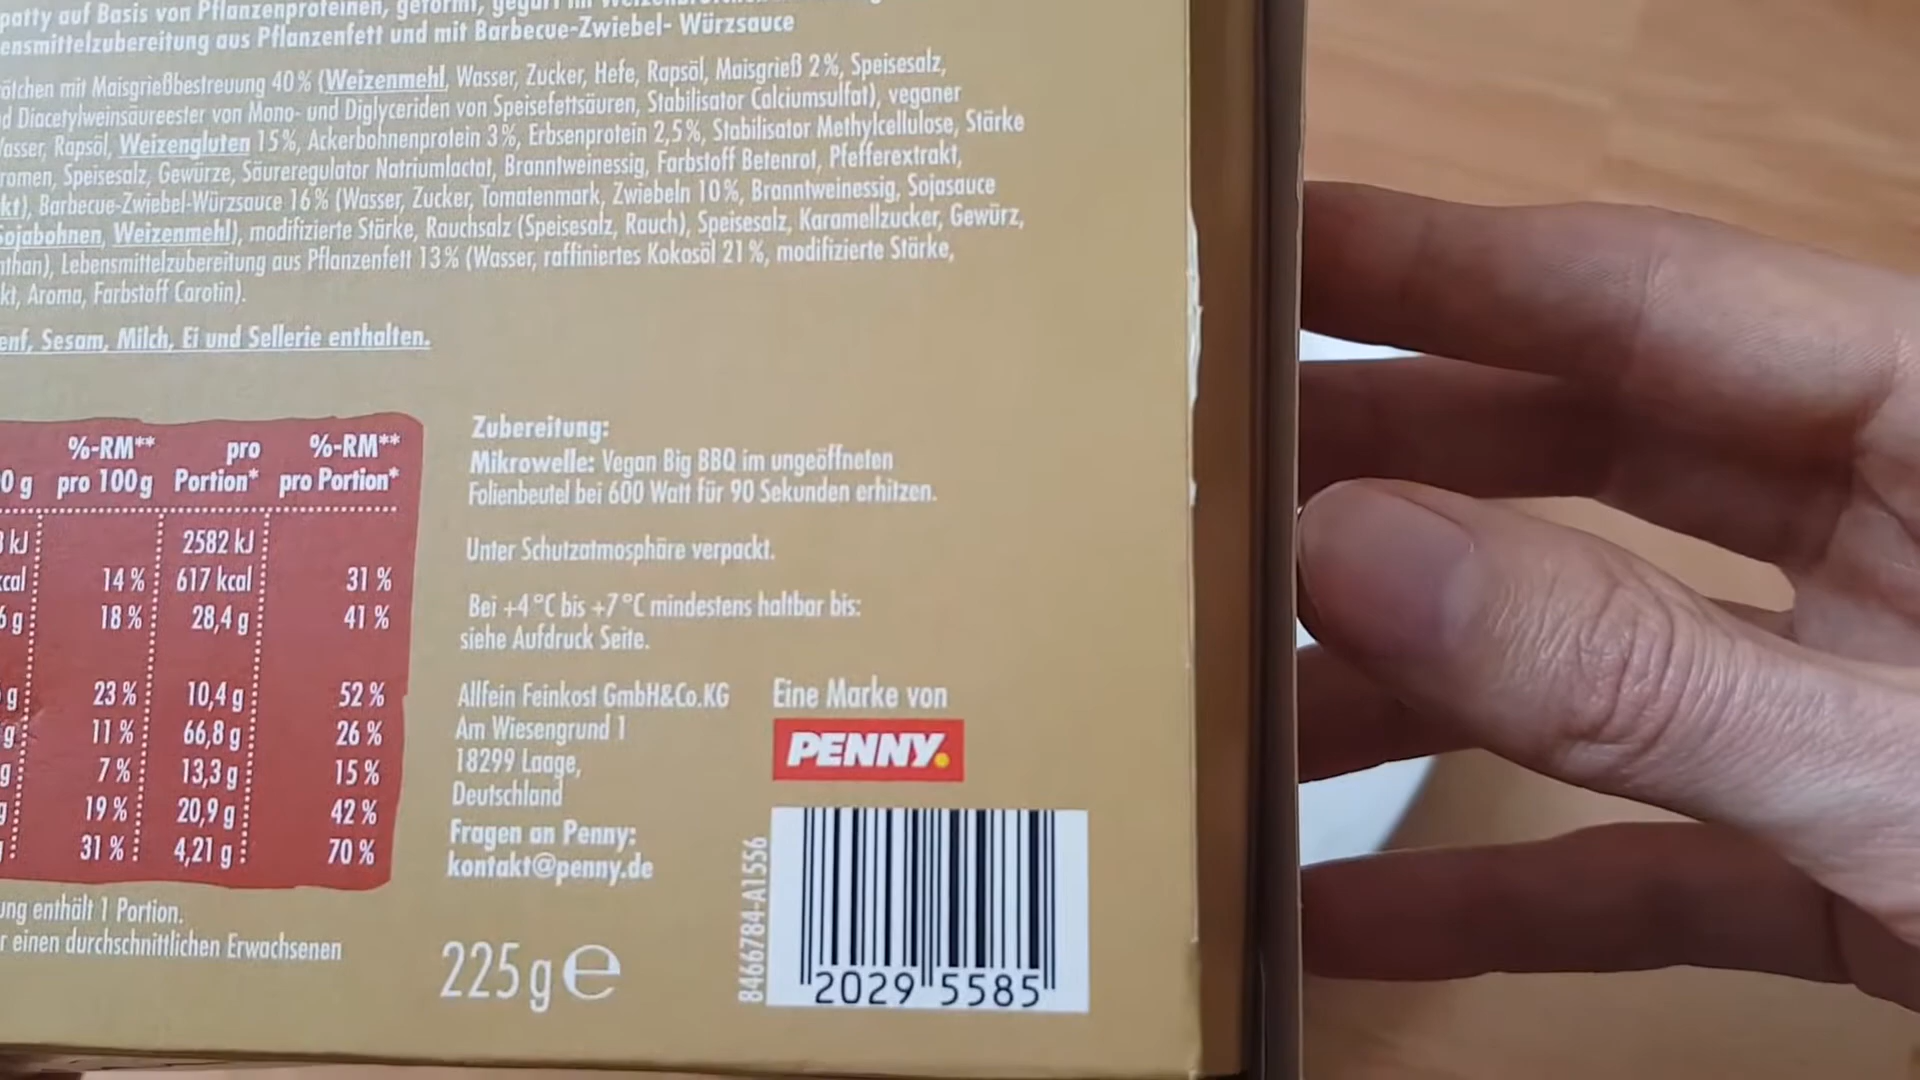 patty auf Basis von Pflanzenproteinen, geformt, gegart im
ensmittelzubereitung aus Pflanzenfett und mit Barbecue-Zwiebel- Würzsauce
ötchen mit Maisgrießbestreuung 40% (Weizenmehl, Wasser, Zucker, Hefe, Rapsöl, Maisgrieß 2%, Speisesalz,
d Diacetylweinsäureester von Mono- und Diglyceriden von Speisefettsäuren, Stabilisator Calciumsulfat), veganer
asser, Rapsöl, Weizengluten 15%, Ackerbohnenprotein 3%, Erbsenprotein 2,5%, Stabilisator Methylcellulose, Stärke
romen, Speisesalz, Gewürze, Säureregulator Natriumlactat, Branntweinessig, Farbstoff Betenrot, Pfefferextrakt,
kt), Barbecue-Zwiebel-Würzsauce 16% (Wasser, Zucker, Tomatenmark, Zwiebeln 10%, Branntweinessig, Sojasauce
Sojabohnen, Weizenmehl), modifizierte Stärke, Rauchsalz (Speisesalz, Rauch), Speisesalz, Karamellzucker, Gewürz,
nthan), Lebensmittelzubereitung aus Pflanzenfett 13% (Wasser, raffiniertes Kokosöl 21%, modifizierte Stärke,
kt, Aroma, Farbstoff Carotin).
enf, Sesam, Milch, Ei und Sellerie enthalten.
%-RM** pro %-RM**
0 g pro 100g Portion* pro Portion*
kJ 2582 kJ
cal 14% 617 kcal 31%
6 g 18% 28,4 g 41%
g 23% 10,4 g 52%
g 11% 66,8 g 26%
g 7% 13,3 g 15%
g 19% 20,9 g 42%
31% 4,21 g 70%
ung enthält 1 Portion.
r einen durchschnittlichen Erwachsenen
Zubereitung:
Mikrowelle: Vegan Big BBQ im ungeöffneten
Folienbeutel bei 600 Watt für 90 Sekunden erhitzen.
Unter Schutzatmosphäre verpackt.
Bei +4°C bis +7°C mindestens haltbar bis:
siehe Aufdruck Seite.
Allfein Feinkost GmbH&Co.KG
Am Wiesengrund 1
18299 Laage,
Deutschland
Fragen an Penny:
kontakt@penny.de
225g e
Eine Marke von
PENNY.
8466784-A1556
2029 5585